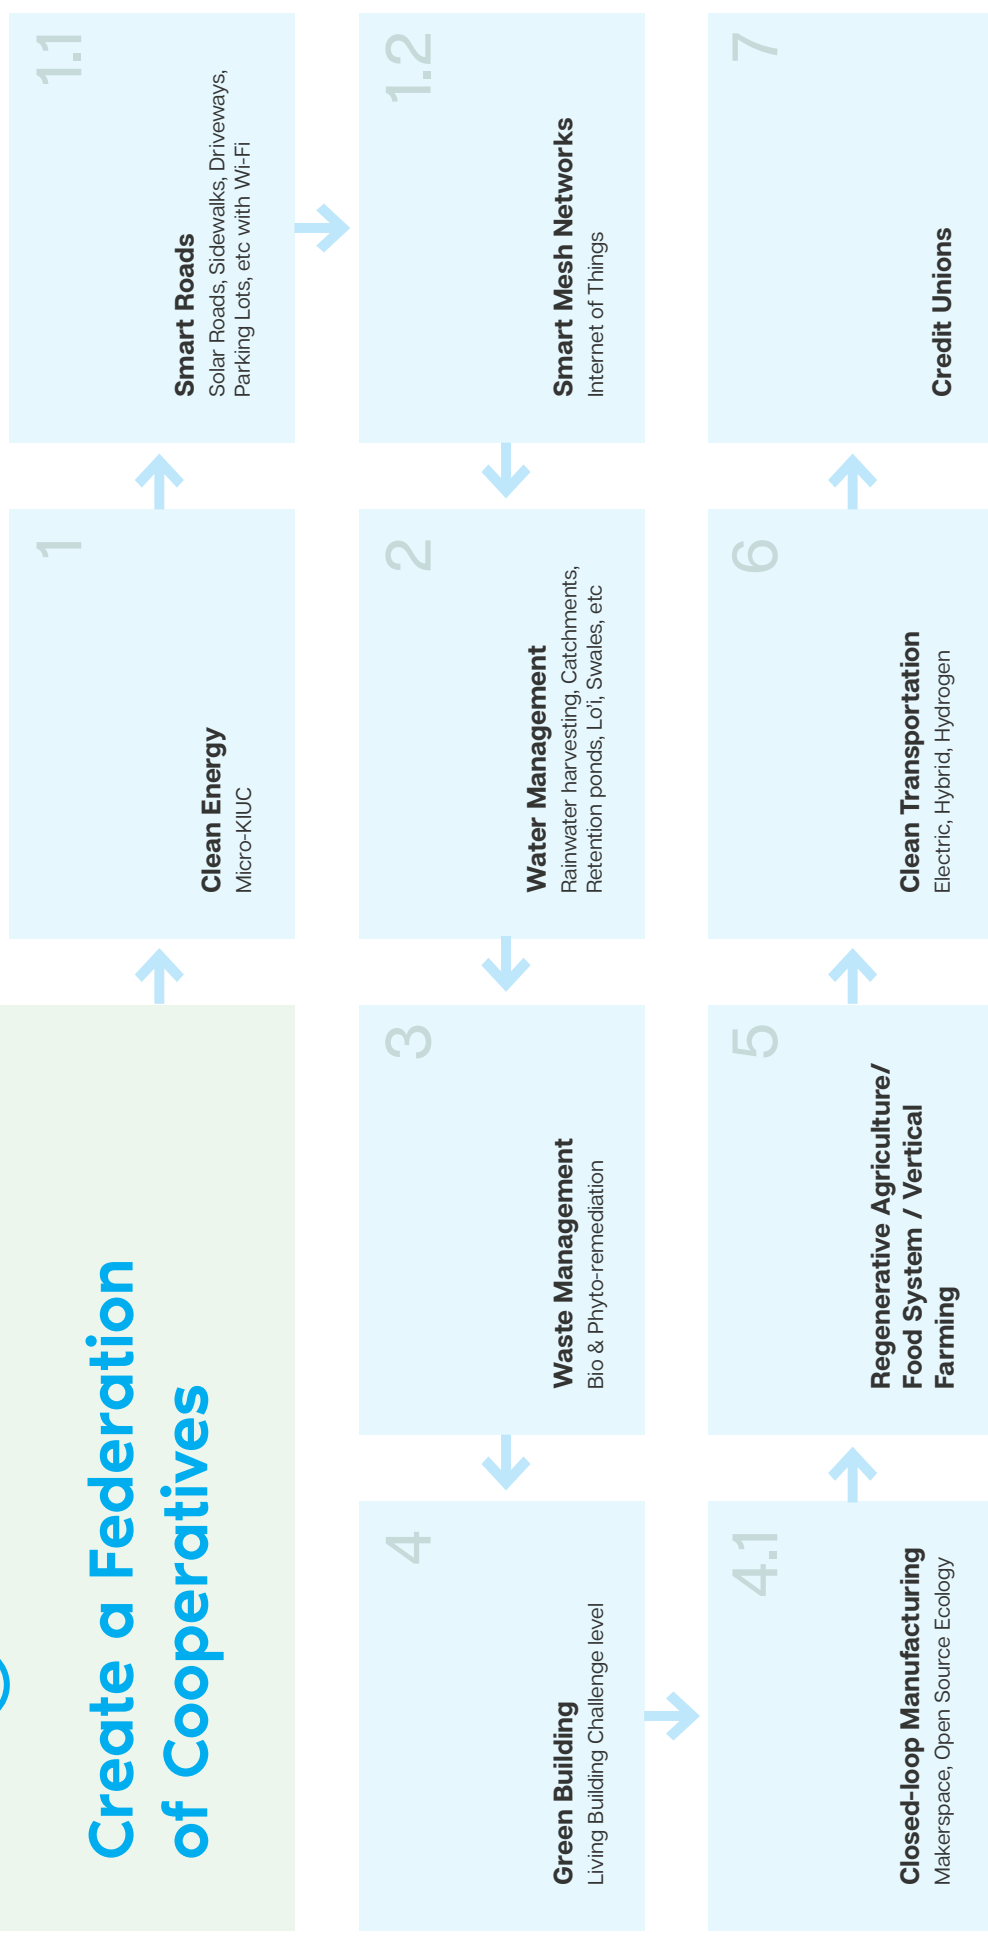 Create a Federation
of Cooperatives
1
Clean Energy
Micro-KIUC
1.1
Smart Roads
Solar Roads, Sidewalks, Driveways,
Parking Lots, etc with Wi-Fi
1.2
Smart Mesh Networks
Internet of Things
2
Water Management
Rainwater harvesting, Catchments,
Retention ponds, Lo'i, Swales, etc
3
Waste Management
Bio & Phyto-remediation
4
Green Building
Living Building Challenge level
4.1
Closed-loop Manufacturing
Makerspace, Open Source Ecology
5
Regenerative Agriculture/
Food System / Vertical
Farming
6
Clean Transportation
Electric, Hybrid, Hydrogen
7
Credit Unions